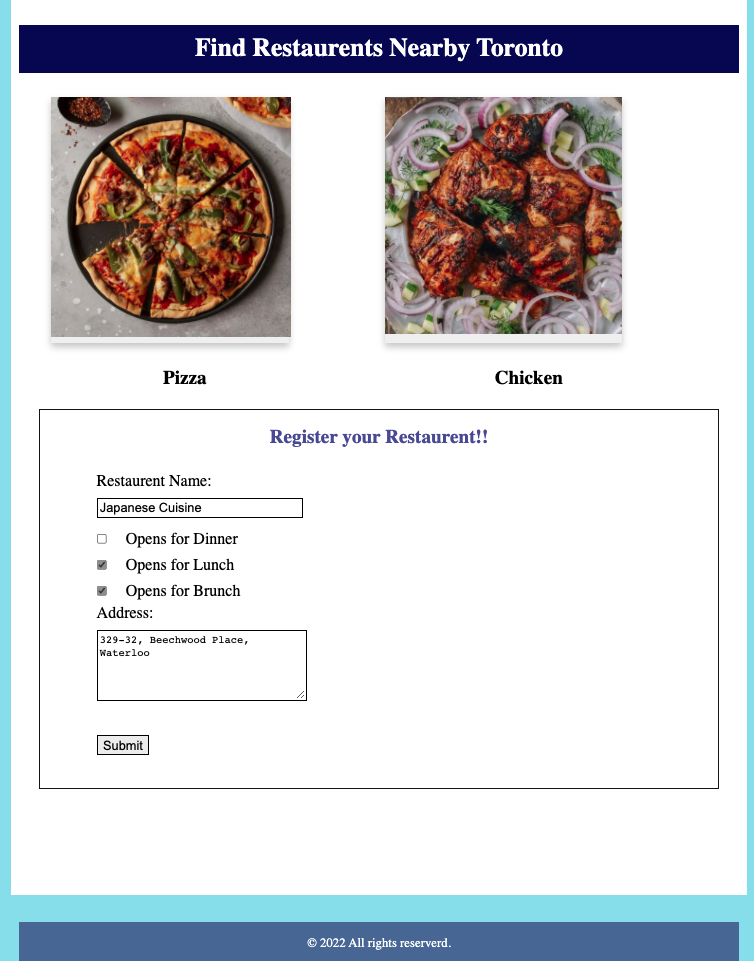 Find Restaurents Nearby Toronto
Pizza
Chicken
Register your Restaurent!!
Restaurent Name:
Japanese Cuisine
Opens for Dinner
Opens for Lunch
Opens for Brunch
Address:
329-32, Beechwood Place,
Waterloo
Submit
© 2022 All rights reserverd.